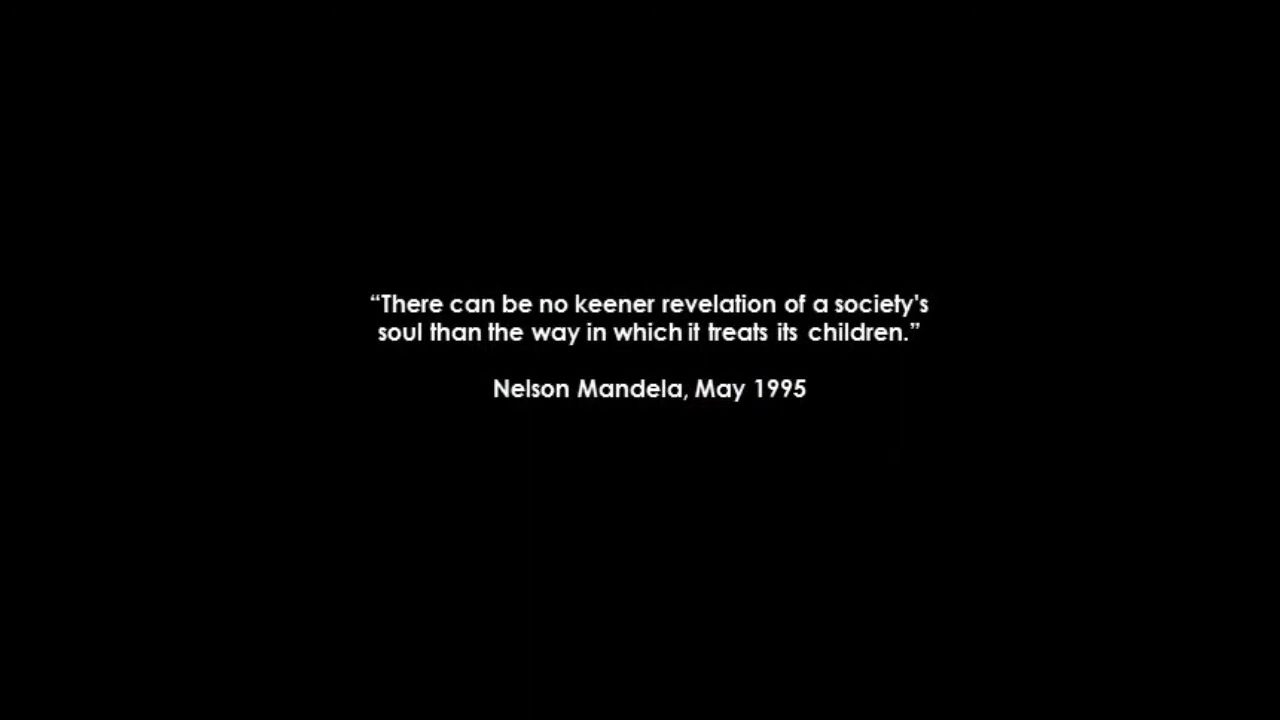 “There can be no keener revelation of a society's
soul than the way in which it treats its children.”
Nelson Mandela, May 1995